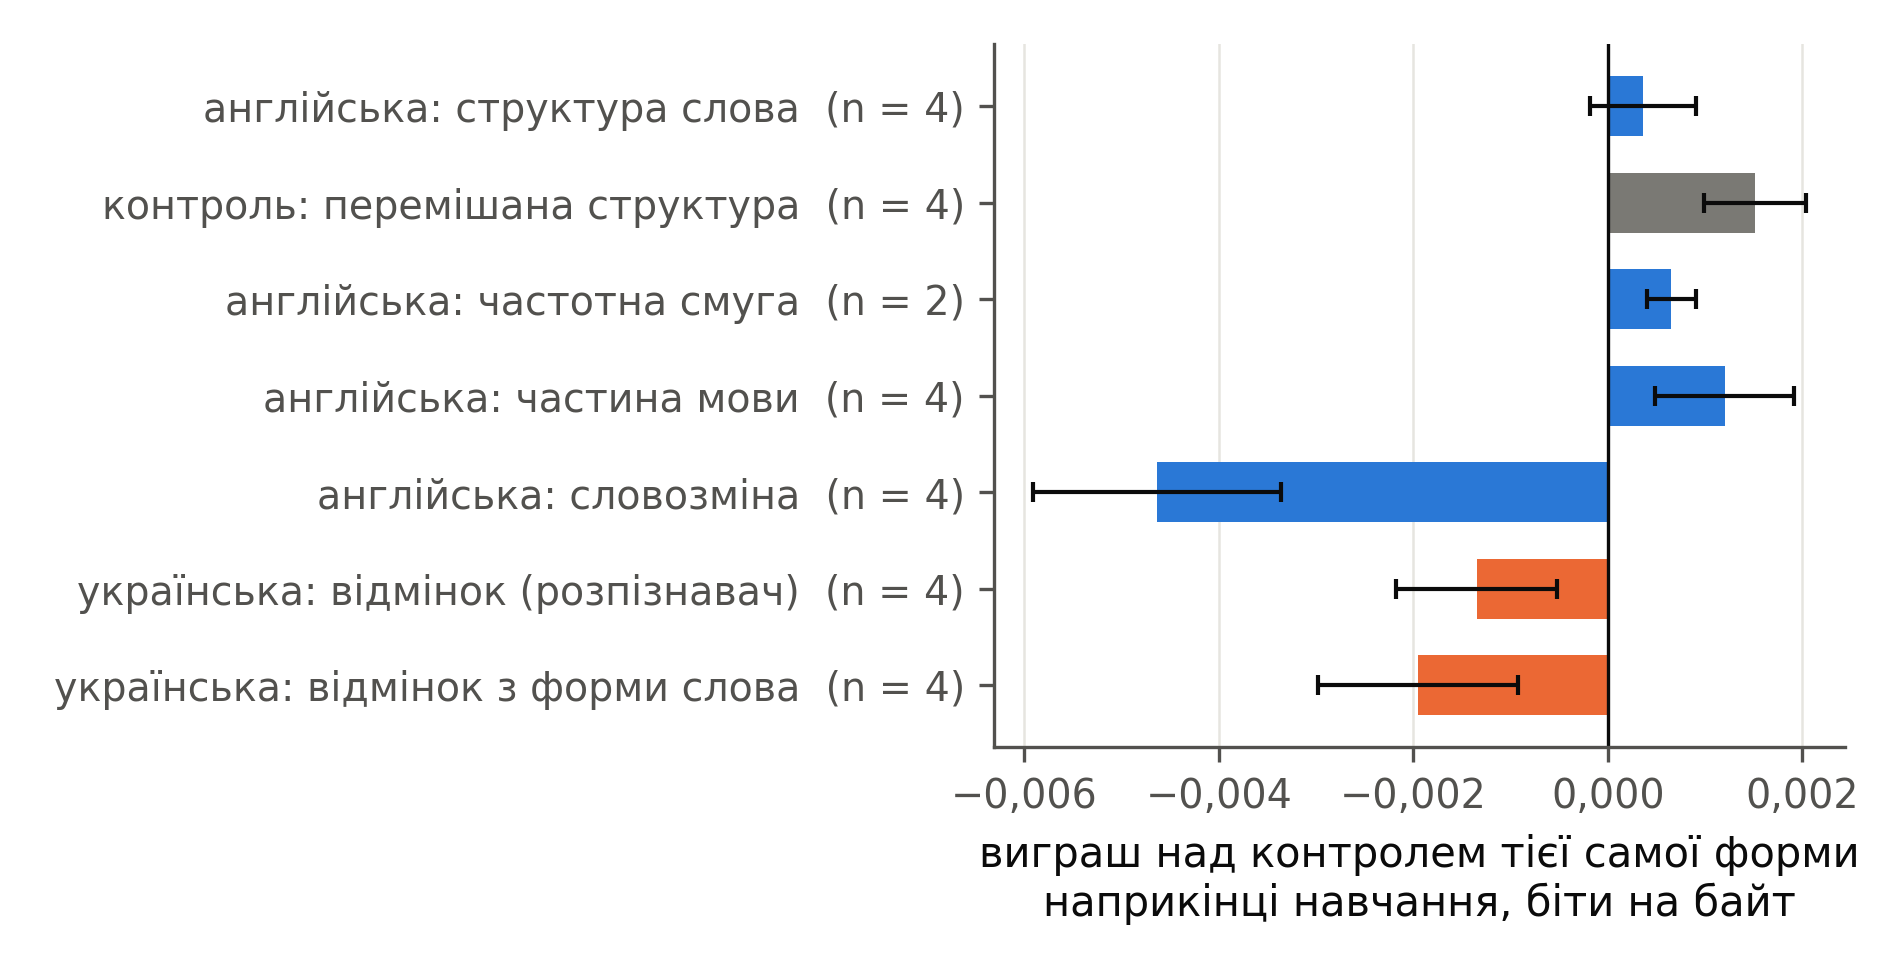 англійська: структура слова (n = 4)
контроль: перемішана структура (n = 4)
англійська: частотна смуга (n = 2)
англійська: частина мови (n = 4)
англійська: словозміна (n = 4)
українська: відмінок (розпізнавач) (n = 4)
українська: відмінок з форми слова (n = 4)
−0,006 −0,004 −0,002 0,000 0,002
виграш над контролем тієї самої форми
наприкінці навчання, біти на байт